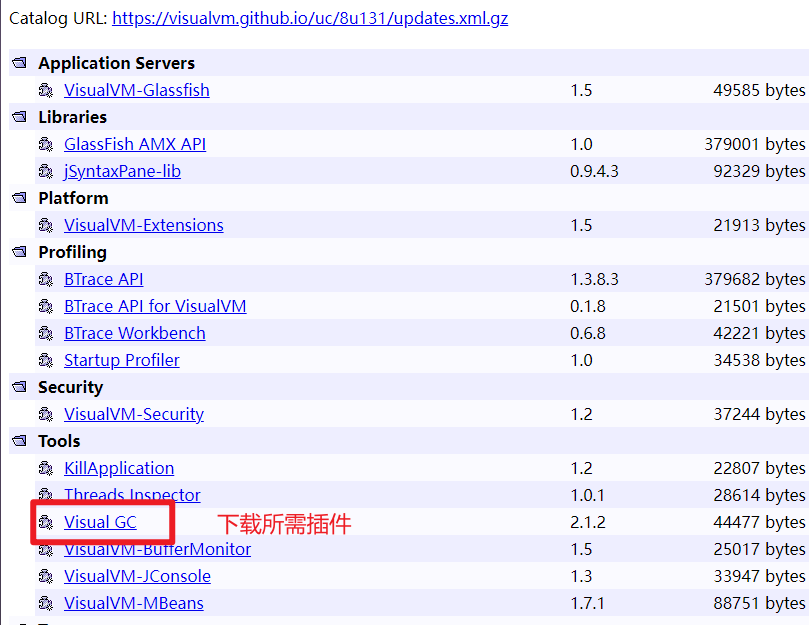 Catalog URL: https://visualvm.github.io/uc/8u131/updates.xml.gz
Application Servers
VisualVM-Glassfish 1.5 49585 bytes
Libraries
GlassFish AMX API 1.0 379001 bytes
jSyntaxPane-lib 0.9.4.3 92329 bytes
Platform
VisualVM-Extensions 1.5 21913 bytes
Profiling
BTrace API 1.3.8.3 379682 bytes
BTrace API for VisualVM 0.1.8 21501 bytes
BTrace Workbench 0.6.8 42221 bytes
Startup Profiler 1.0 34538 bytes
Security
VisualVM-Security 1.2 37244 bytes
Tools
KillApplication 1.2 22807 bytes
Threads Inspector 1.0.1 28614 bytes
Visual GC 下载所需插件 2.1.2 44477 bytes
VisualVM-BufferMonitor 1.5 25017 bytes
VisualVM-JConsole 1.3 33947 bytes
VisualVM-MBeans 1.7.1 88751 bytes